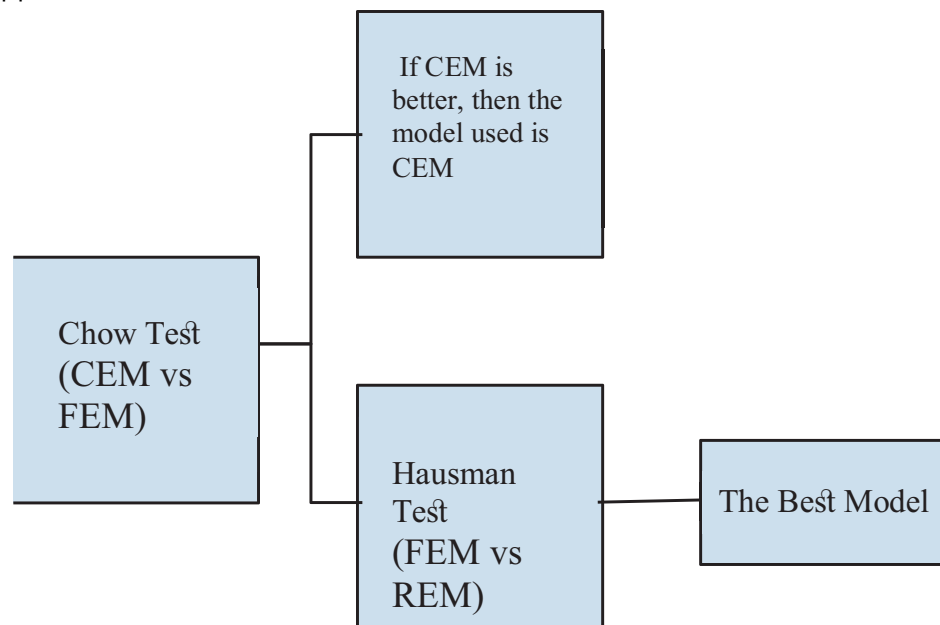 If CEM is
better, then the
model used is
CEM
Chow Test
(CEM vs
FEM)
Hausman
Test
(FEM vs
REM)
The Best Model